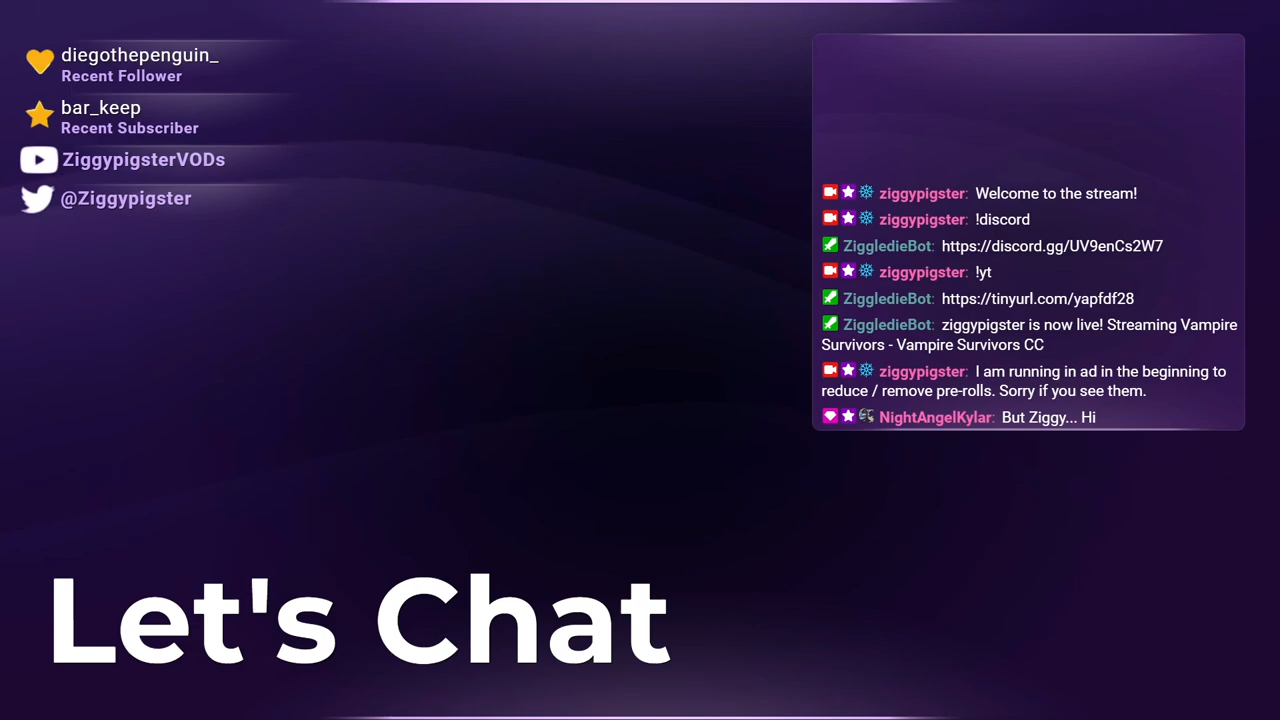 diegothepenguin_
Recent Follower
bar_keep
Recent Subscriber
ZiggypigsterVODs
@Ziggypigster
ziggypigster: Welcome to the stream!
ziggypigster: !discord
ZiggledieBot: https://discord.gg/UV9enCs2W7
ziggypigster: !yt
ZiggledieBot: https://tinyurl.com/yapfdf28
ZiggledieBot: ziggypigster is now live! Streaming Vampire
Survivors - Vampire Survivors CC
ziggypigster: I am running in ad in the beginning to
reduce / remove pre-rolls. Sorry if you see them.
NightAngelKylar: But Ziggy... Hi
Let's Chat